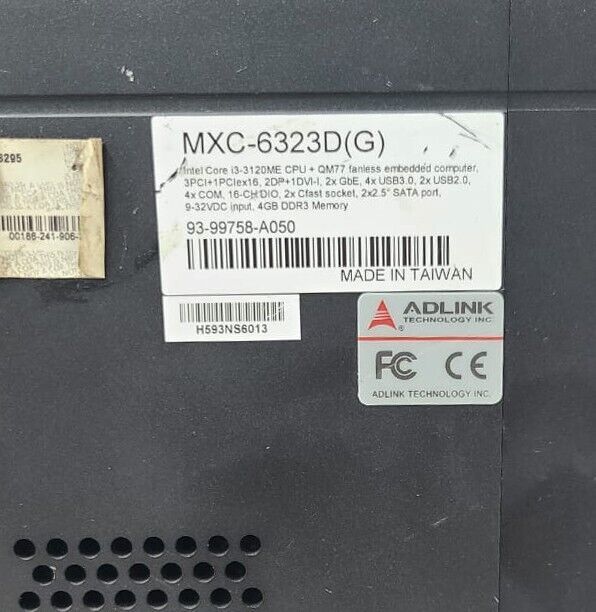 MXC-6323D(G)
Intel Core i3-3120ME CPU + QM77 fanless embedded computer,
3PCI+1PCIex16, 2DP+1DVI-I, 2x GbE, 4x USB3.0, 2x USB2.0,
4x COM, 16-CH DIO, 2x Cfast socket, 2x2.5" SATA port,
9-32VDC input, 4GB DDR3 Memory
93-99758-A050
MADE IN TAIWAN
H593NS6013
ADLINK
TECHNOLOGY INC.
®
FC CE
ADLINK TECHNOLOGY INC.
6295
00186-241-906-